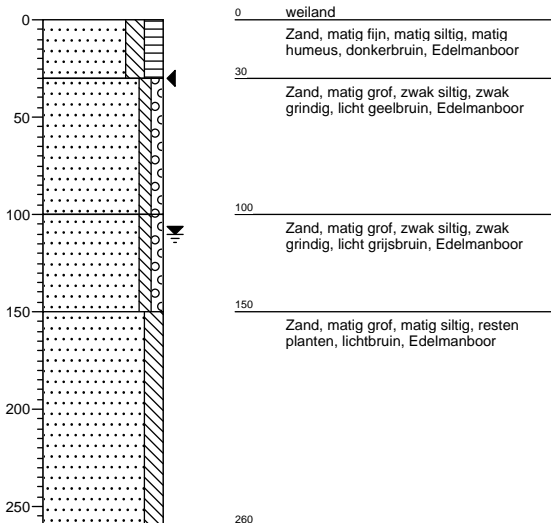 0
50
100
150
200
250
0 weiland
Zand, matig fijn, matig siltig, matig
humeus, donkerbruin, Edelmanboor
30
Zand, matig grof, zwak siltig, zwak
grindig, licht geelbruin, Edelmanboor
100
Zand, matig grof, zwak siltig, zwak
grindig, licht grijsbruin, Edelmanboor
150
Zand, matig grof, matig siltig, resten
planten, lichtbruin, Edelmanboor
260